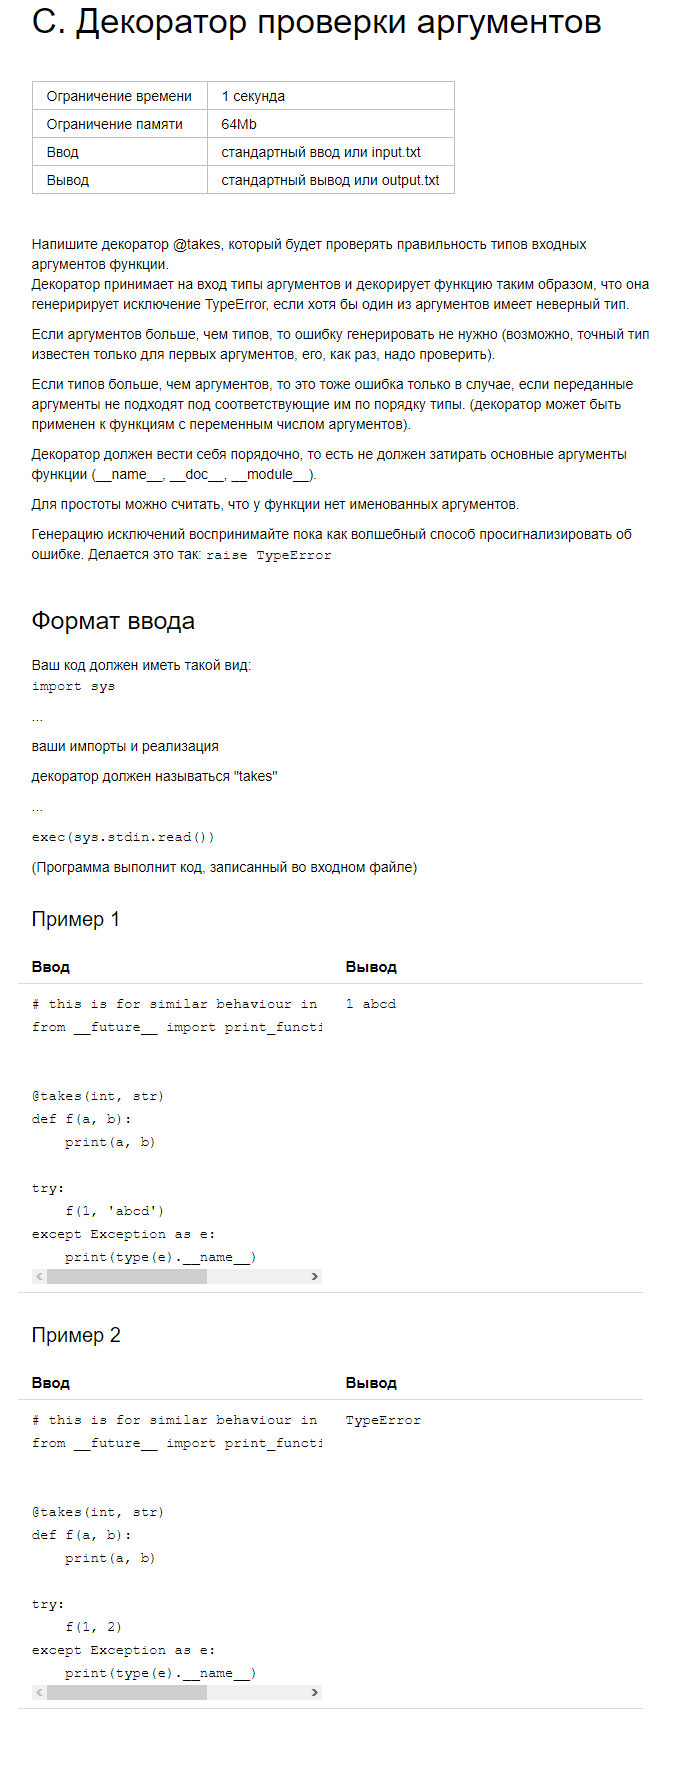 С. Декоратор проверки аргументов
Ограничение времени 1 секунда
Ограничение памяти 64Mb
Ввод стандартный ввод или input.txt
Вывод стандартный вывод или output.txt
Напишите декоратор @takes, который будет проверять правильность типов входных
аргументов функции.
Декоратор принимает на вход типы аргументов и декорирует функцию таким образом, что она
генеририрует исключение TypeError, если хотя бы один из аргументов имеет неверный тип.
Если аргументов больше, чем типов, то ошибку генерировать не нужно (возможно, точный тип
известен только для первых аргументов, его, как раз, надо проверить).
Если типов больше, чем аргументов, то это тоже ошибка только в случае, если переданные
аргументы не подходят под соответствующие им по порядку типы. (декоратор может быть
применен к функциям с переменным числом аргументов).
Декоратор должен вести себя порядочно, то есть не должен затирать основные аргументы
функции (__name__, __doc__, __module__).
Для простоты можно считать, что у функции нет именованных аргументов.
Генерацию исключений воспринимайте пока как волшебный способ просигнализировать об
ошибке. Делается это так: raise TypeError
Формат ввода
Ваш код должен иметь такой вид:
import sys
...
ваши импорты и реализация
декоратор должен называться "takes"
...
exec(sys.stdin.read())
(Программа выполнит код, записанный во входном файле)
Пример 1
Ввод Вывод
# this is for similar behaviour in 1 abcd
from __future__ import print_functi
@takes(int, str)
def f(a, b):
    print(a, b)
try:
    f(1, 'abcd')
except Exception as e:
    print(type(e).__name__)
Пример 2
Ввод Вывод
# this is for similar behaviour in TypeError
from __future__ import print_functi
@takes(int, str)
def f(a, b):
    print(a, b)
try:
    f(1, 2)
except Exception as e:
    print(type(e).__name__)